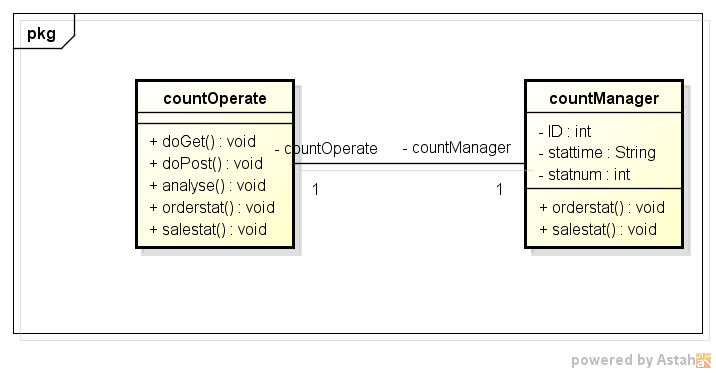 pkg
countOperate
+ doGet() : void
+ doPost() : void
+ analyse() : void
+ orderstat() : void
+ salestat() : void
- countOperate
- countManager
1
1
countManager
- ID : int
- stattime : String
- statnum : int
+ orderstat() : void
+ salestat() : void
powered by Astah